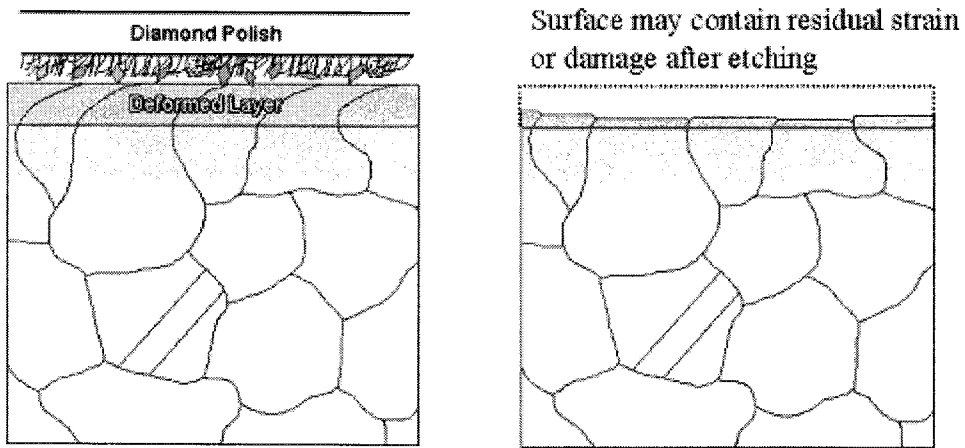 Diamond Polish
Deformed Layer
Surface may contain residual strain
or damage after etching